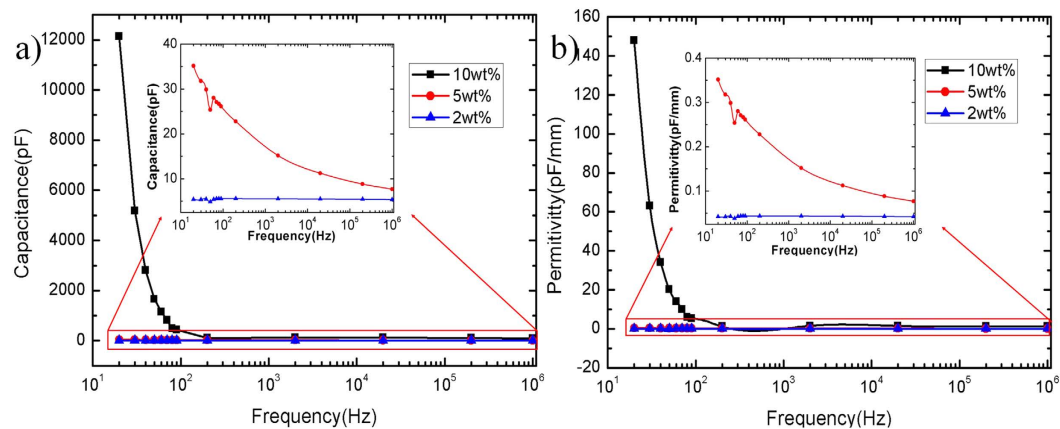 a)
12000
10000
8000
6000
4000
2000
0
Capacitance(pF)
10^1 10^2 10^3 10^4 10^5 10^6
Frequency(Hz)
10wt%
5wt%
2wt%
40
30
20
10
Capacitance(pF)
10^1 10^2 10^3 10^4 10^5 10^6
Frequency(Hz)
b)
160
140
120
100
80
60
40
20
0
-20
Permitivity(pF/mm)
10^1 10^2 10^3 10^4 10^5 10^6
Frequency(Hz)
10wt%
5wt%
2wt%
0.4
0.3
0.2
0.1
Permitivity(pF/mm)
10^1 10^2 10^3 10^4 10^5 10^6
Frequency(Hz)